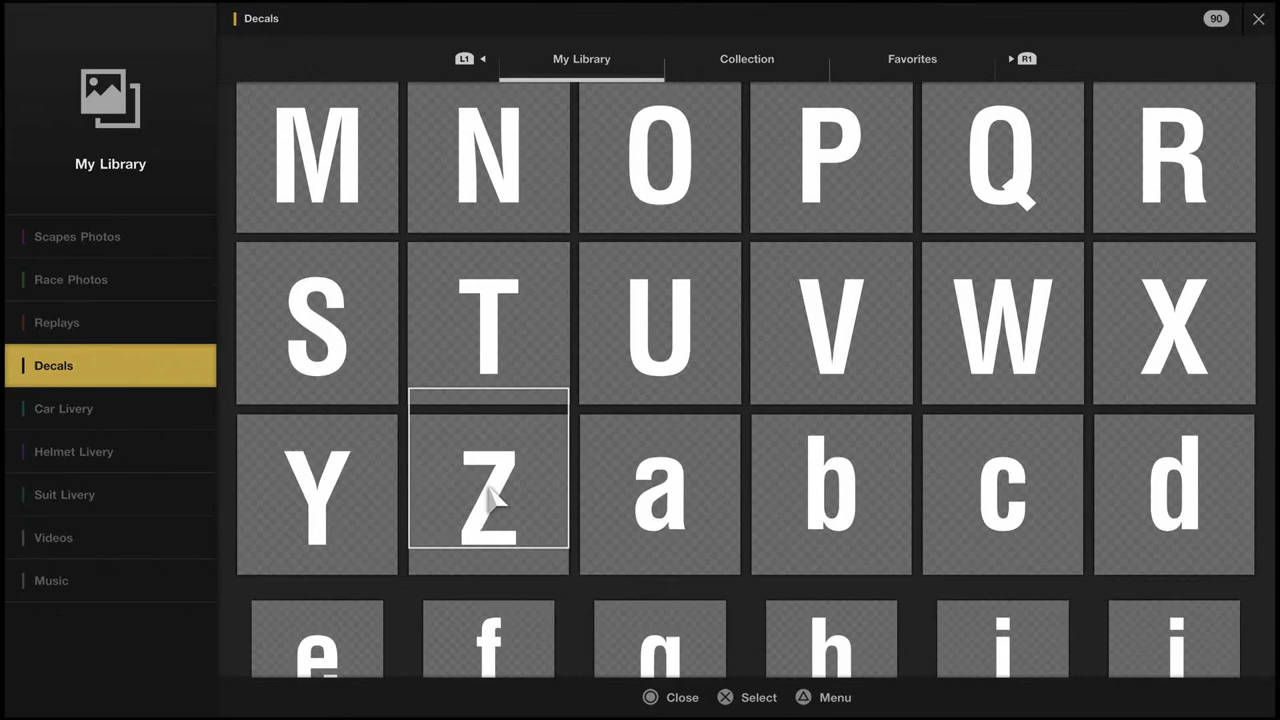 Decals
90
L1
My Library
Collection
Favorites
R1
My Library
Scapes Photos
Race Photos
Replays
Decals
Car Livery
Helmet Livery
Suit Livery
Videos
Music
M N O P Q R
S T U V W X
Y Z a b c d
e f g h i j
Close Select Menu